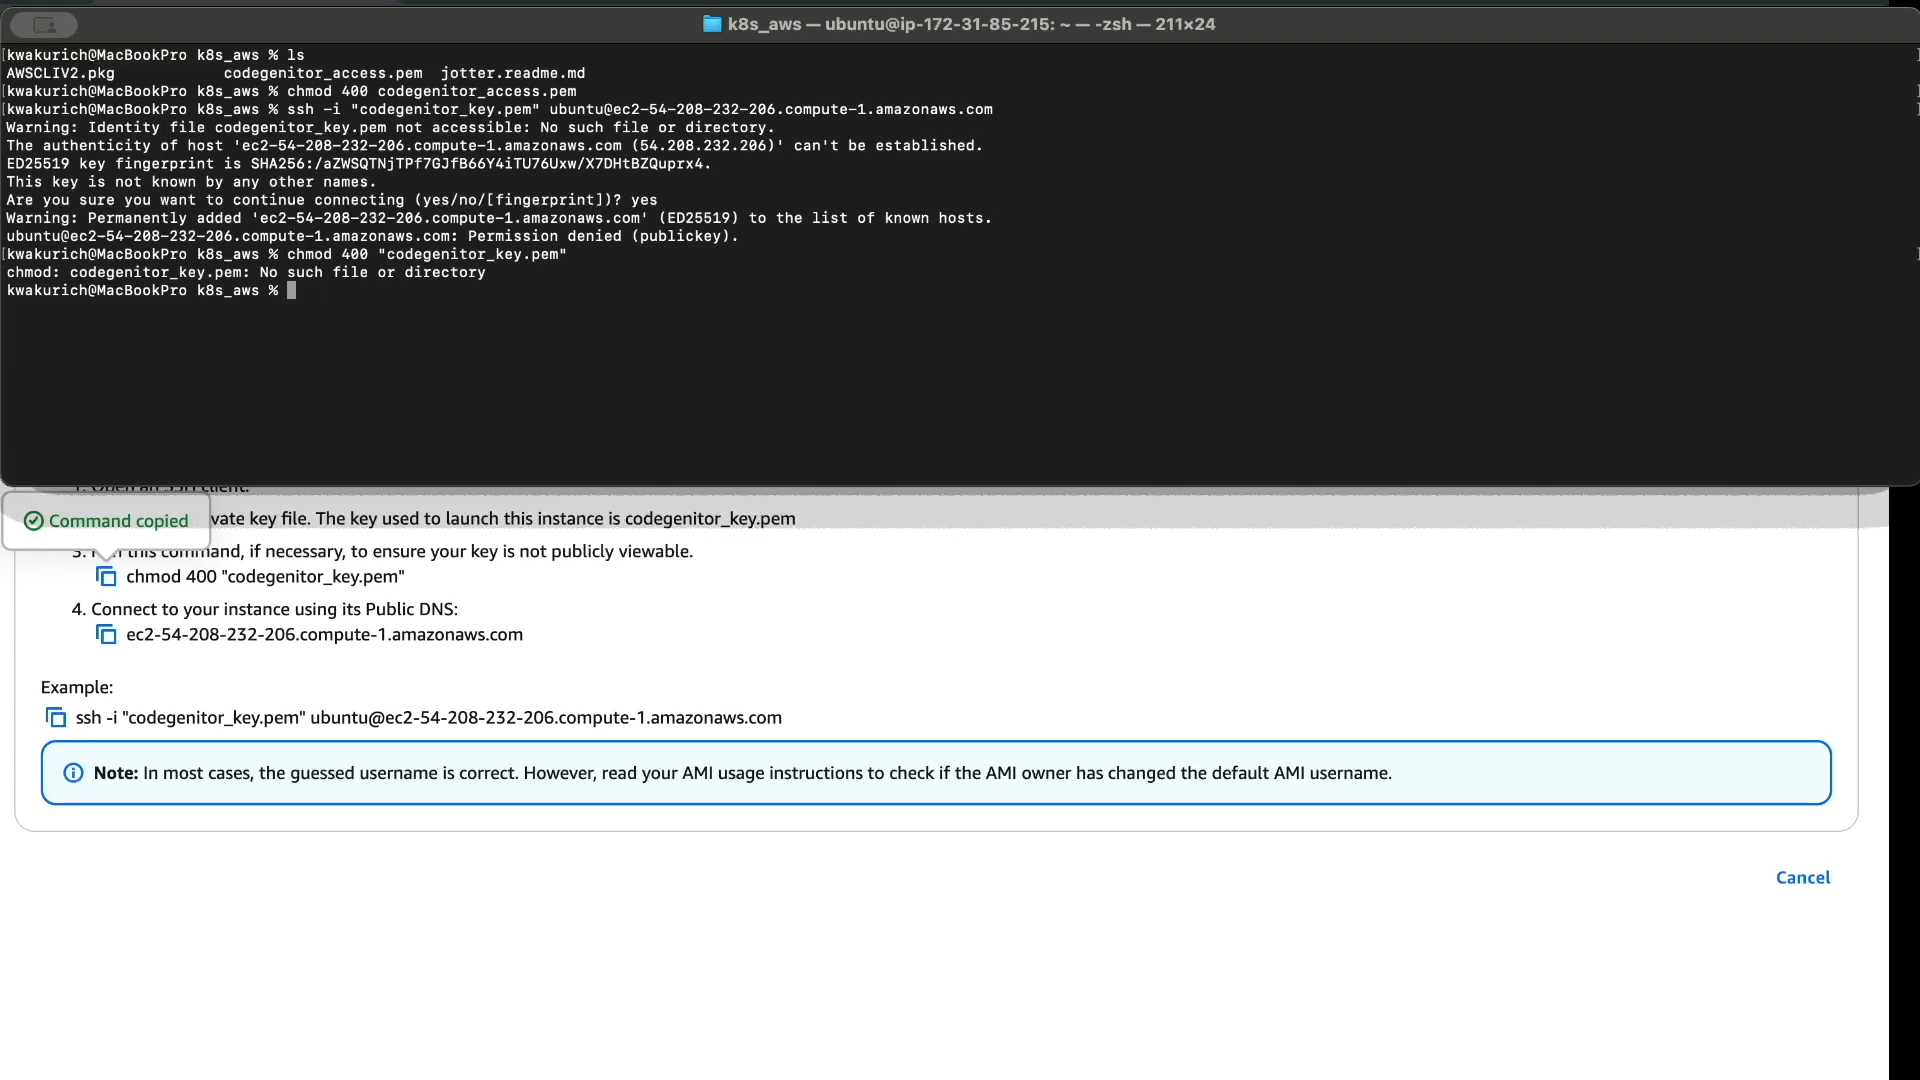 k8s_aws — ubuntu@ip-172-31-85-215: ~ — -zsh — 211×24
[kwakurich@MacBookPro k8s_aws % ls ]
AWSCLIV2.pkg codegenitor_access.pem jotter.readme.md
[kwakurich@MacBookPro k8s_aws % chmod 400 codegenitor_access.pem ]
[kwakurich@MacBookPro k8s_aws % ssh -i "codegenitor_key.pem" ubuntu@ec2-54-208-232-206.compute-1.amazonaws.com ]
Warning: Identity file codegenitor_key.pem not accessible: No such file or directory.
The authenticity of host 'ec2-54-208-232-206.compute-1.amazonaws.com (54.208.232.206)' can't be established.
ED25519 key fingerprint is SHA256:/aZWSQTNjTPf7GJfB66Y4iTU76Uxw/X7DHtBZQuprx4.
This key is not known by any other names.
Are you sure you want to continue connecting (yes/no/[fingerprint])? yes
Warning: Permanently added 'ec2-54-208-232-206.compute-1.amazonaws.com' (ED25519) to the list of known hosts.
ubuntu@ec2-54-208-232-206.compute-1.amazonaws.com: Permission denied (publickey).
[kwakurich@MacBookPro k8s_aws % chmod 400 "codegenitor_key.pem" ]
chmod: codegenitor_key.pem: No such file or directory
kwakurich@MacBookPro k8s_aws %
1. Open an SSH client.
Command copied
vate key file. The key used to launch this instance is codegenitor_key.pem
3. this command, if necessary, to ensure your key is not publicly viewable.
chmod 400 "codegenitor_key.pem"
4. Connect to your instance using its Public DNS:
ec2-54-208-232-206.compute-1.amazonaws.com
Example:
ssh -i "codegenitor_key.pem" ubuntu@ec2-54-208-232-206.compute-1.amazonaws.com
Note: In most cases, the guessed username is correct. However, read your AMI usage instructions to check if the AMI owner has changed the default AMI username.
Cancel